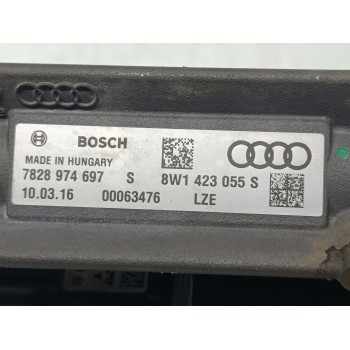 BOSCH
MADE IN HUNGARY
7828 974 697 S 8W1 423 055 S
10.03.16 00063476 LZE